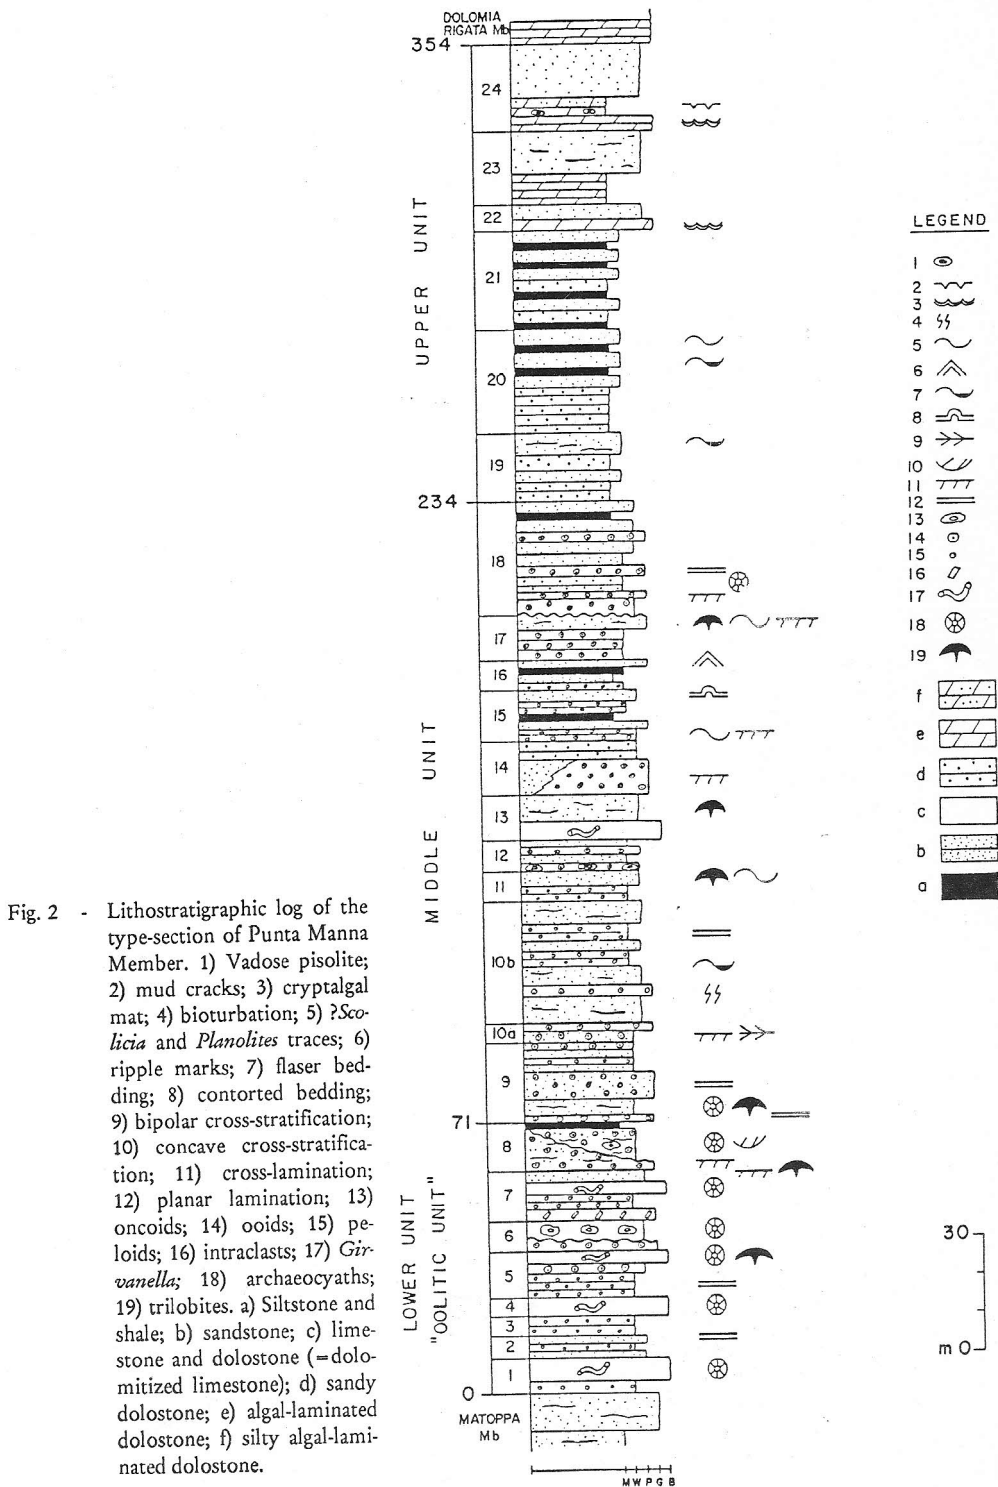 DOLOMIA
RIGATA Mb
354
24
23
22
21
20
19
234
18
17
16
15
14
13
12
11
10b
10a
9
71
8
7
6
5
4
3
2
1
0
MATOPPA
Mb
M W P G B
UPPER UNIT
MIDDLE UNIT
LOWER UNIT
"OOLITIC UNIT"
LEGEND
1
2
3
4
5
6
7
8
9
10
11
12
13
14
15
16
17
18
19
f
e
d
c
b
a
30
m 0
Fig. 2 - Lithostratigraphic log of the
type-section of Punta Manna
Member. 1) Vadose pisolite;
2) mud cracks; 3) cryptalgal
mat; 4) bioturbation; 5) ?Sco-
licia and Planolites traces; 6)
ripple marks; 7) flaser bed-
ding; 8) contorted bedding;
9) bipolar cross-stratification;
10) concave cross-stratifica-
tion; 11) cross-lamination;
12) planar lamination; 13)
oncoids; 14) ooids; 15) pe-
loids; 16) intraclasts; 17) Gir-
vanella; 18) archaeocyaths;
19) trilobites. a) Siltstone and
shale; b) sandstone; c) lime-
stone and dolostone (=dolo-
mitized limestone); d) sandy
dolostone; e) algal-laminated
dolostone; f) silty algal-lami-
nated dolostone.